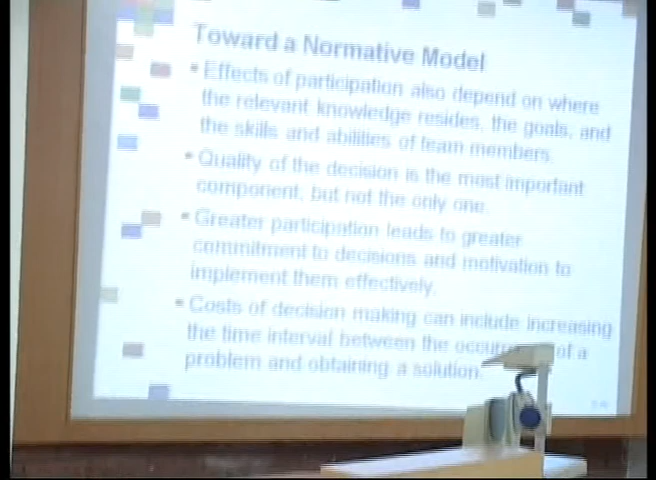 Toward a Normative Model
• Effects of participation also depend on where
the relevant knowledge resides, the goals, and
the skills and abilities of team members.
• Quality of the decision is the most important
component, but not the only one.
• Greater participation leads to greater
commitment to decisions and motivation to
implement them effectively.
• Costs of decision making can include increasing
the time interval between the of a
problem and obtaining a solution.